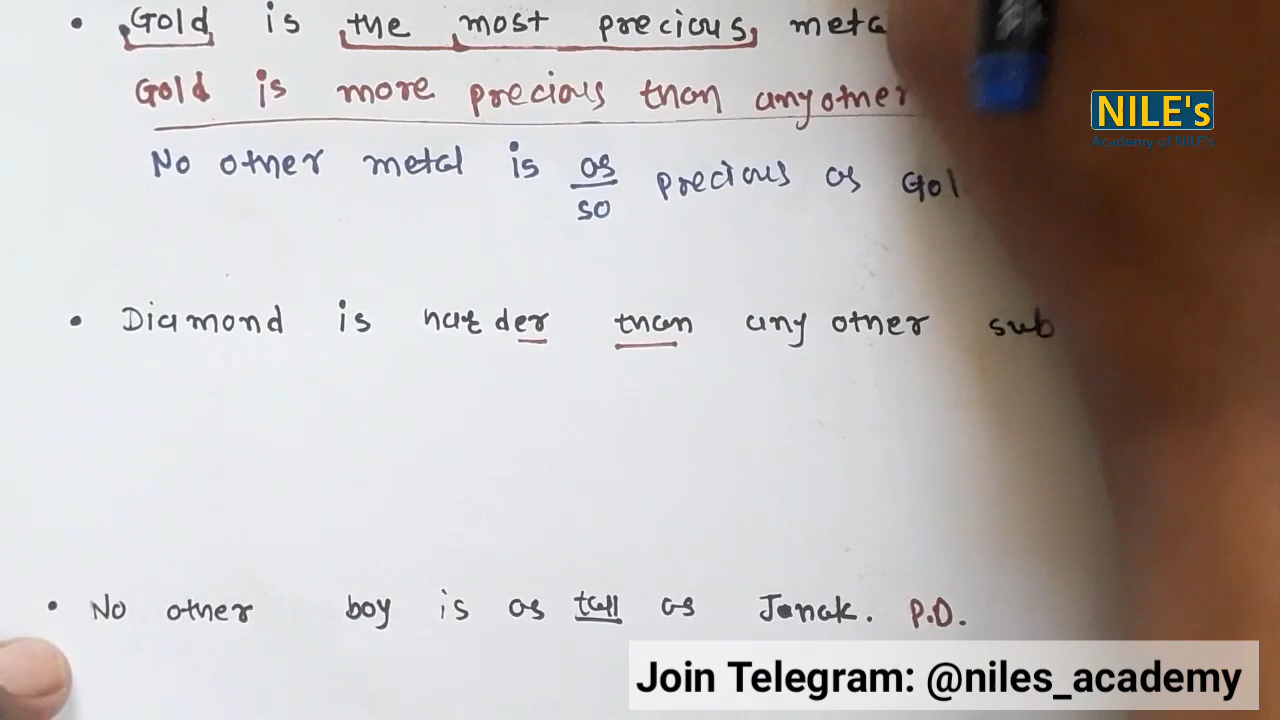 • Gold is the most precious meta
Gold is more precious than any other
No other metal is as
so precious as Gol
• Diamond is harder than any other sub
• No other boy is as tall as Janak. P.D.
NILE's
Academy of NILE's
Join Telegram: @niles_academy